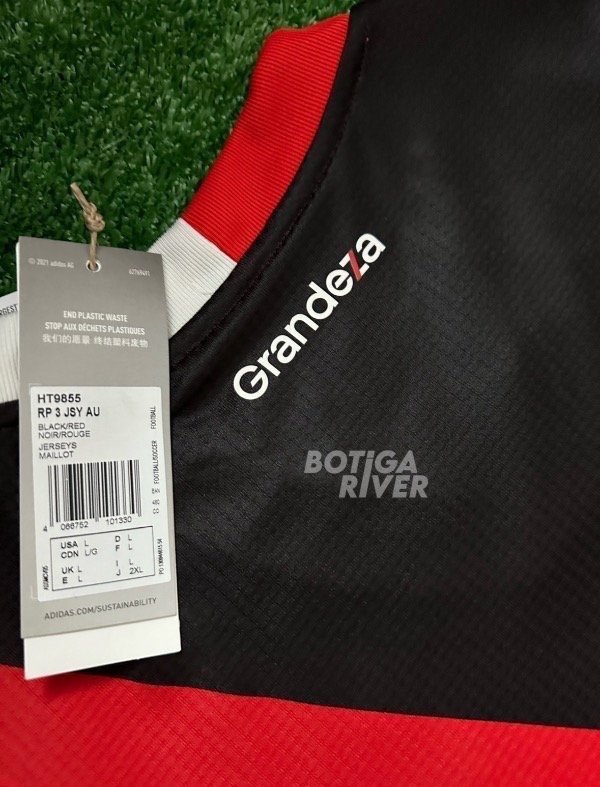 © 2021 adidas AG
END PLASTIC WASTE
STOP AUX DÉCHETS PLASTIQUES
我们的愿景 终结塑料废物
HT9855
RP 3 JSY AU
BLACK/RED
NOIR/ROUGE
JERSEYS
MAILLOT
FOOTBALL/SOCCER
FOOTBALL
4 066752 101330
USA L D L
CDN L/G F L
UK L I L
E L J 2XL
ADIDAS.COM/SUSTAINABILITY
Grandeza
BOTIGA
RIVER